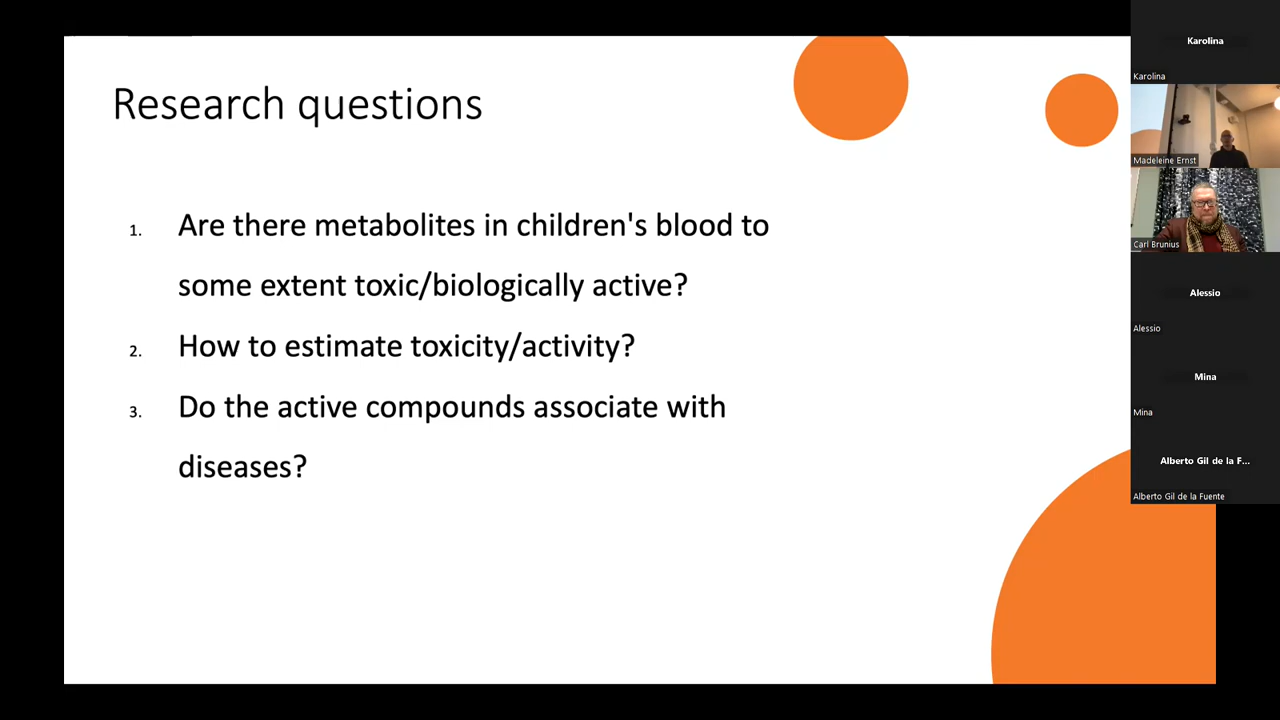 Research questions
1. Are there metabolites in children's blood to
some extent toxic/biologically active?
2. How to estimate toxicity/activity?
3. Do the active compounds associate with
diseases?
Karolina
Karolina
Madeleine Ernst
Carl Brunius
Alessio
Alessio
Mina
Mina
Alberto Gil de la F...
Alberto Gil de la Fuente